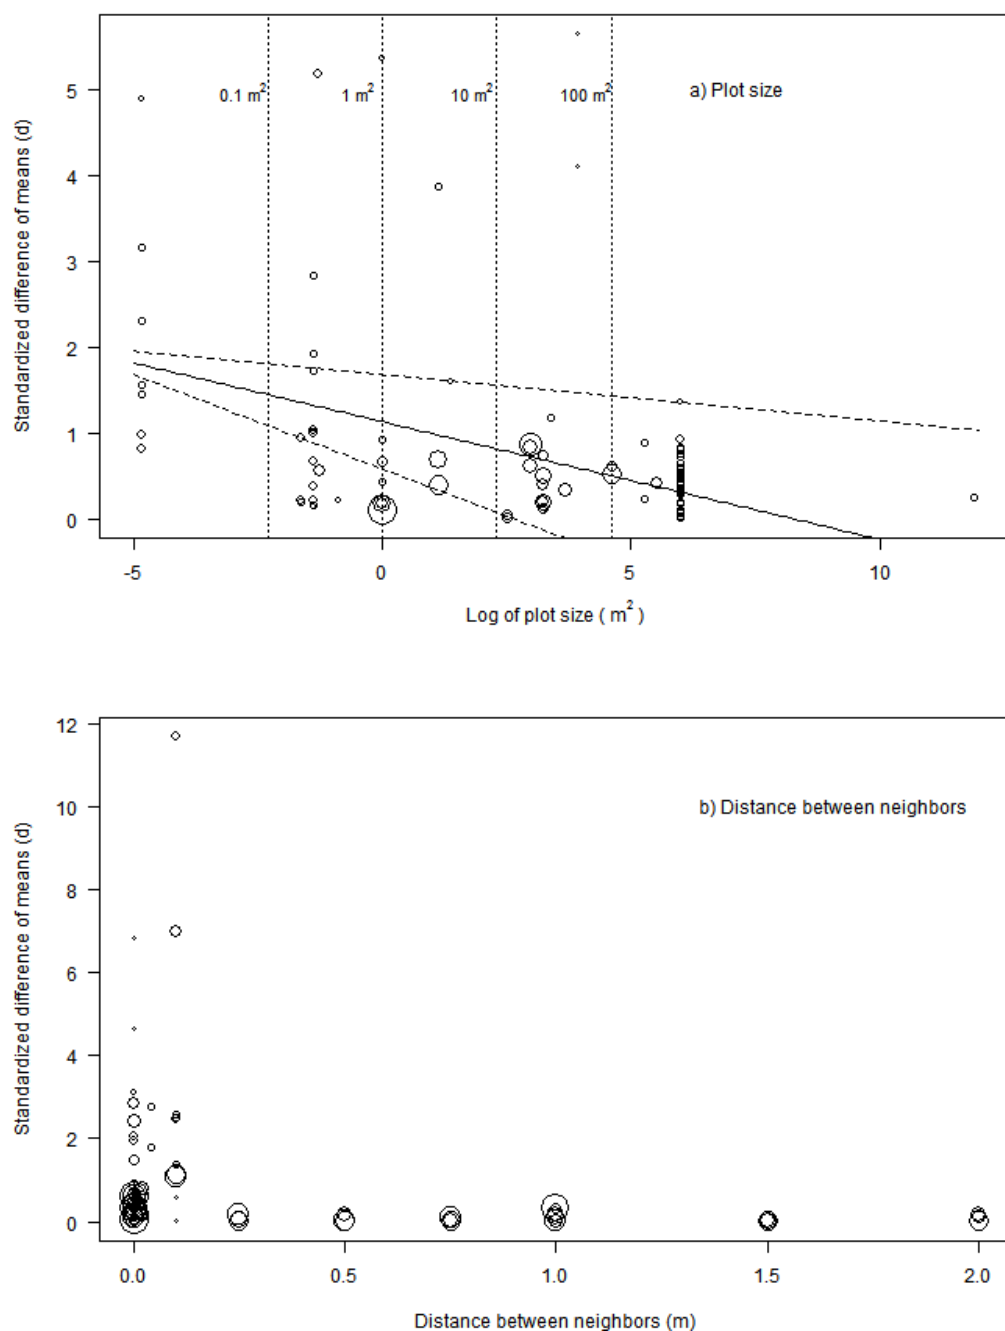 0.1 m²
1 m²
10 m²
100 m²
a) Plot size
Standardized difference of means (d)
5
4
3
2
1
0
-5
0
5
10
Log of plot size ( m² )
12
10
8
6
4
2
0
b) Distance between neighbors
Standardized difference of means (d)
0.0
0.5
1.0
1.5
2.0
Distance between neighbors (m)